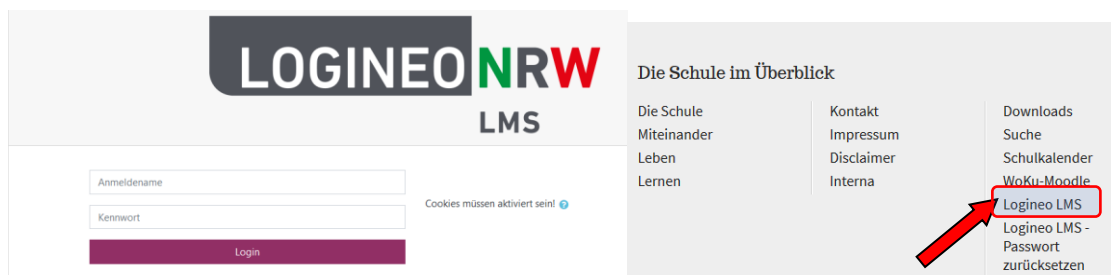 LOGINEO NRW
LMS
Anmeldename
Kennwort
Login
Cookies müssen aktiviert sein!
Die Schule im Überblick
Die Schule
Miteinander
Leben
Lernen
Kontakt
Impressum
Disclaimer
Interna
Downloads
Suche
Schulkalender
WoKu-Moodle
Logineo LMS
Logineo LMS -
Passwort
zurücksetzen